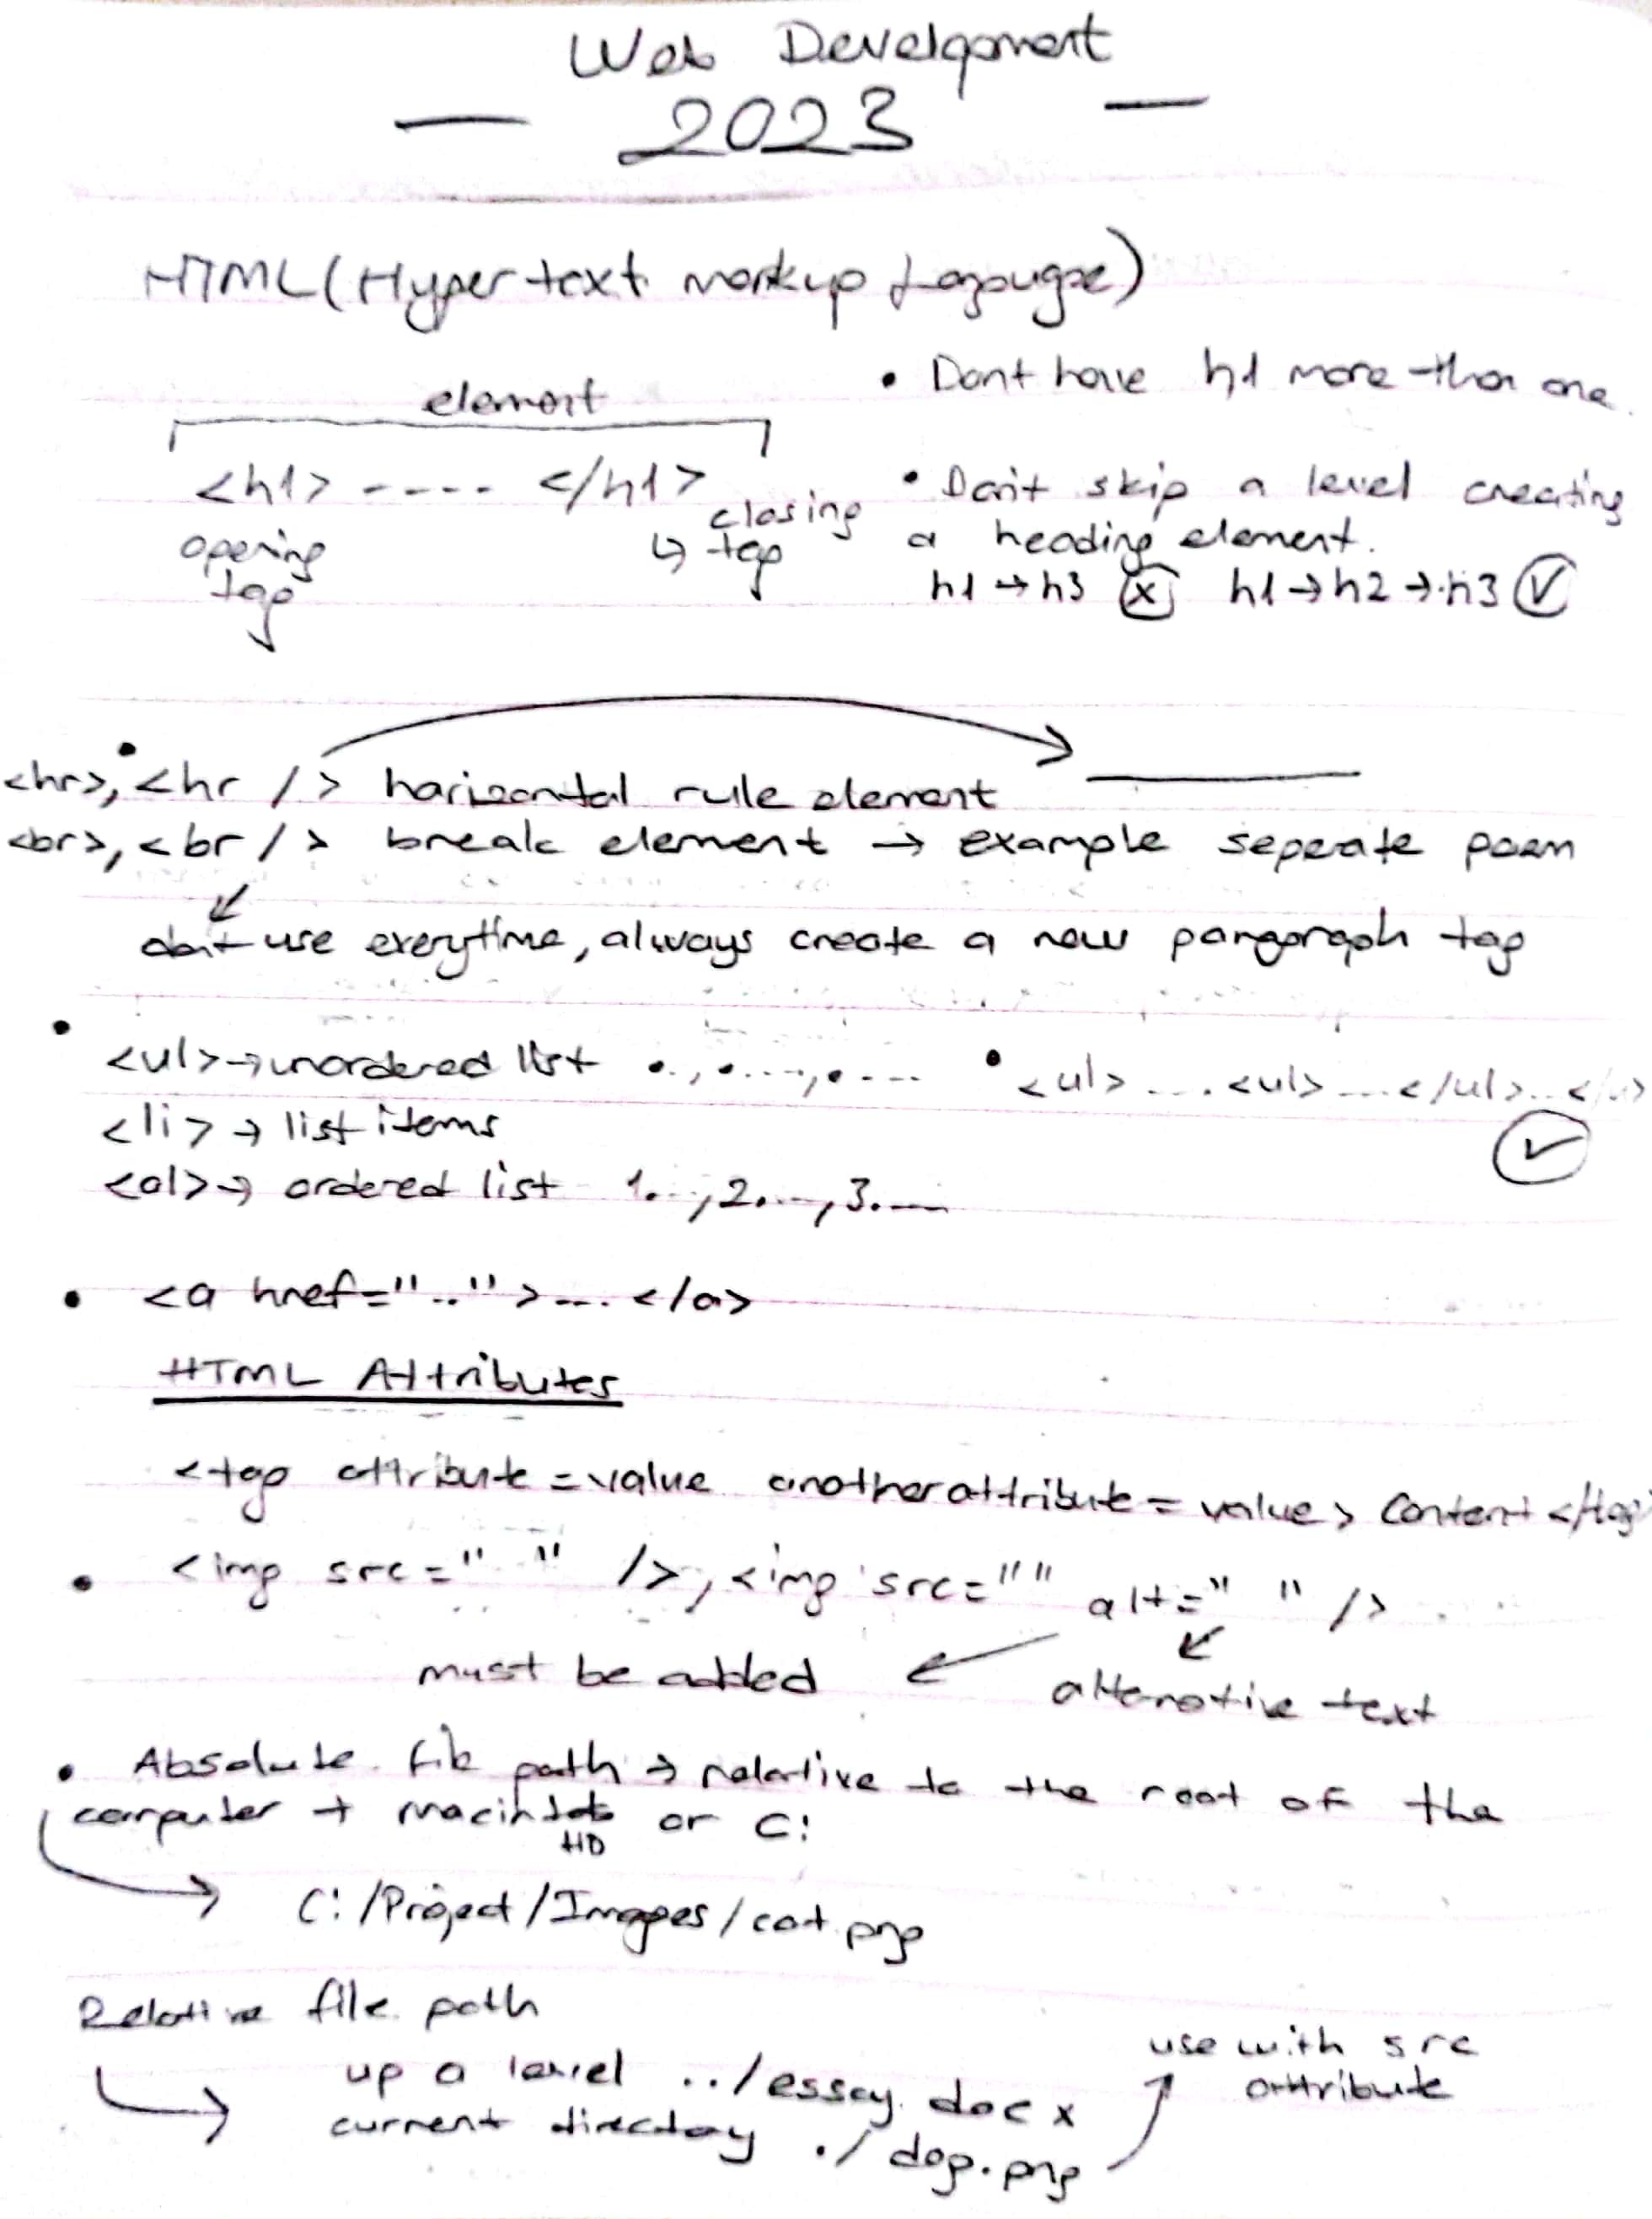 Web Development
— 2023 —
HTML (Hyper text markup Language)
element
<h1> ---- </h1>
opening tag
↳ closing tag
• Dont have h1 more than one.
• Don't skip a level creating
a heading element.
h1 → h3 ☒ h1 → h2 → h3 ✓
<hr>, • <hr /> horizontal rule element → ______
<br>, <br /> break element → example seperate poem
↙
dont use everytime, always create a new paragraph tag
• <ul> → unordered list •.., •...., •---- 
• <ul> .... <ul> ....</ul>...</ul> ✓
<li> → list items
<ol> → ordered list 1...., 2...., 3.----
• <a href=" .. "> .... </a>
HTML Attributes
<tag attribute = value anotherattribute = value> Content </tag>
• <img src=" " />, <img src="" alt=" " />
must be added ← ↙
alternative text
• Absolute file path → relative to the root of the
computer → HD or C:
↳ C:/Project/Images/cat.png
Relative file path
↳ up a level ../essay.docx
current directory ./dog.png ↗
use with src
attribute